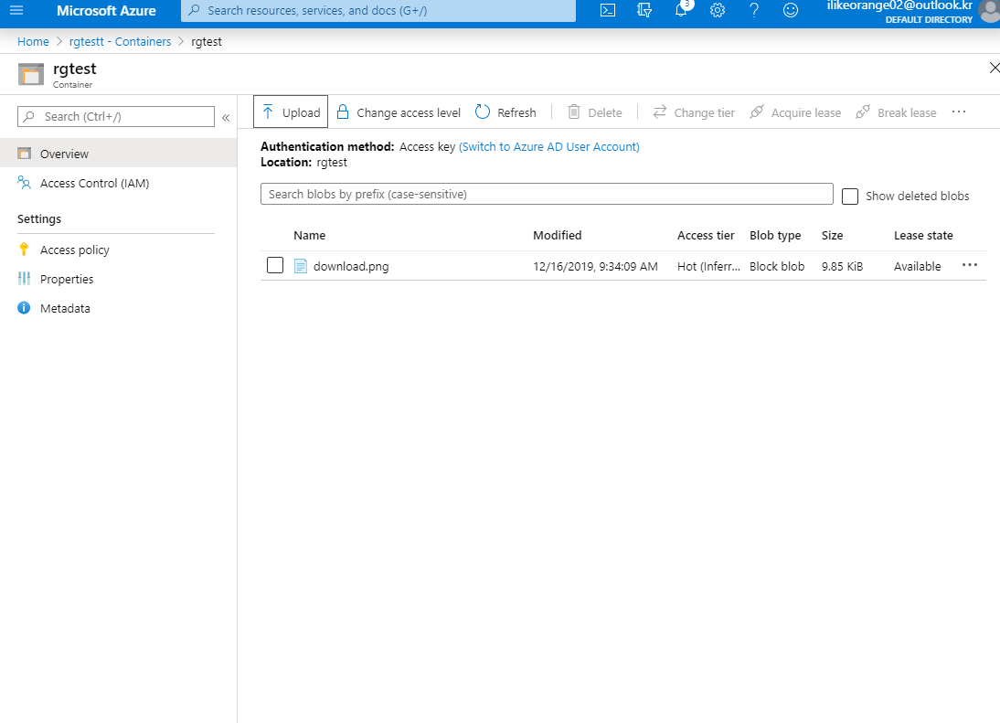 Microsoft Azure
Search resources, services, and docs (G+/)
3
ilikeorange02@outlook.kr
DEFAULT DIRECTORY
Home > rgtestt - Containers > rgtest
rgtest
Container
Search (Ctrl+/)
Overview
Access Control (IAM)
Settings
Access policy
Properties
Metadata
Upload Change access level Refresh Delete Change tier Acquire lease Break lease ...
Authentication method: Access key (Switch to Azure AD User Account)
Location: rgtest
Search blobs by prefix (case-sensitive) Show deleted blobs
Name Modified Access tier Blob type Size Lease state
download.png 12/16/2019, 9:34:09 AM Hot (Inferr... Block blob 9.85 KiB Available ...